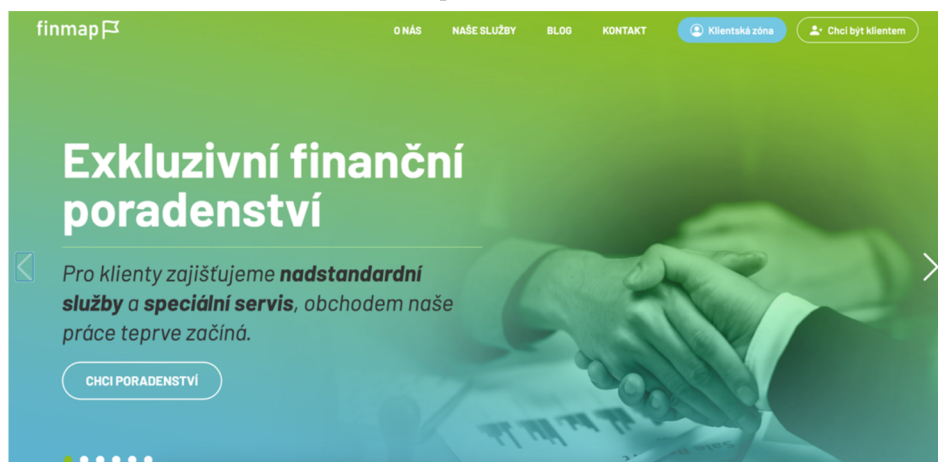 finmap
O NÁS
NAŠE SLUŽBY
BLOG
KONTAKT
Klientská zóna
Chci být klientem
Exkluzivní finanční
poradenství
Pro klienty zajišťujeme nadstandardní
služby a speciální servis, obchodem naše
práce teprve začíná.
CHCI PORADENSTVÍ